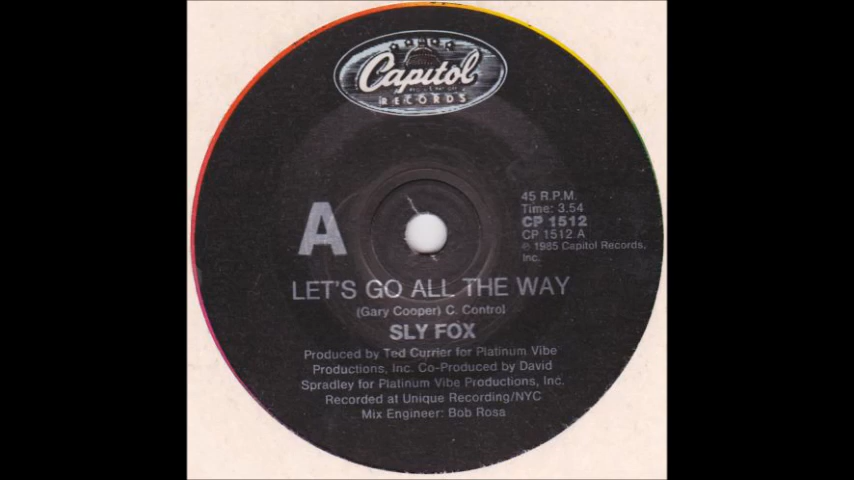 Capitol
RECORDS
A
45 R.P.M.
Time: 3.54
CP 1512
CP 1512 A
℗ 1985 Capitol Records,
Inc.
LET'S GO ALL THE WAY
(Gary Cooper) C. Control
SLY FOX
Produced by Ted Currier for Platinum Vibe
Productions, Inc. Co-Produced by David
Spradley for Platinum Vibe Productions, Inc.
Recorded at Unique Recording/NYC
Mix Engineer: Bob Rosa